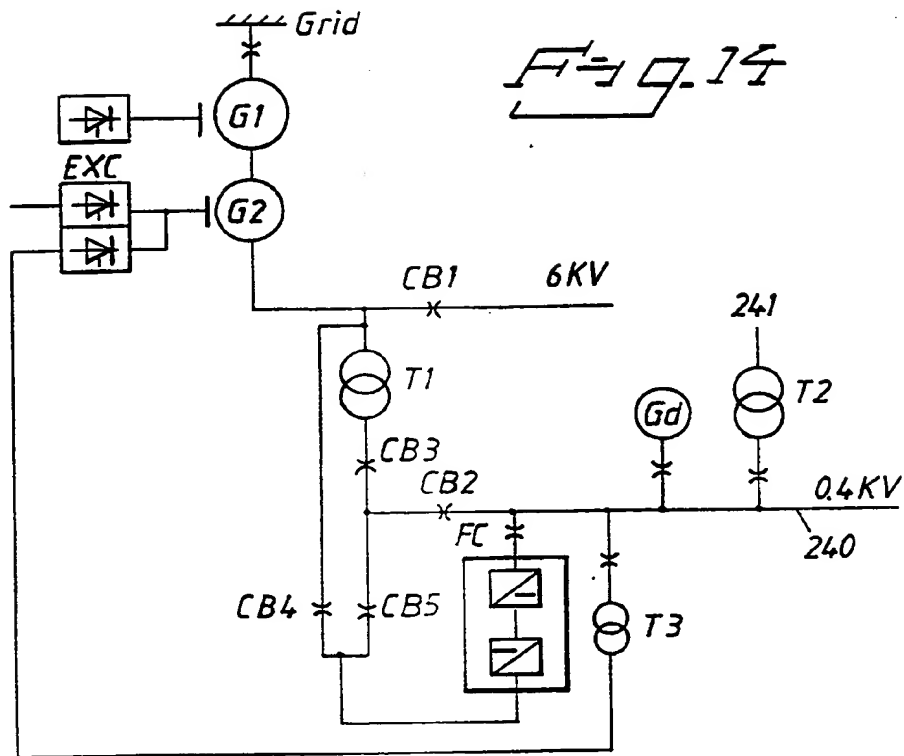 Grid
Fig. 14
G1
EXC
G2
CB1
6KV
241
T1
T2
Gd
CB3
CB2
0.4KV
FC
240
CB4
CB5
T3